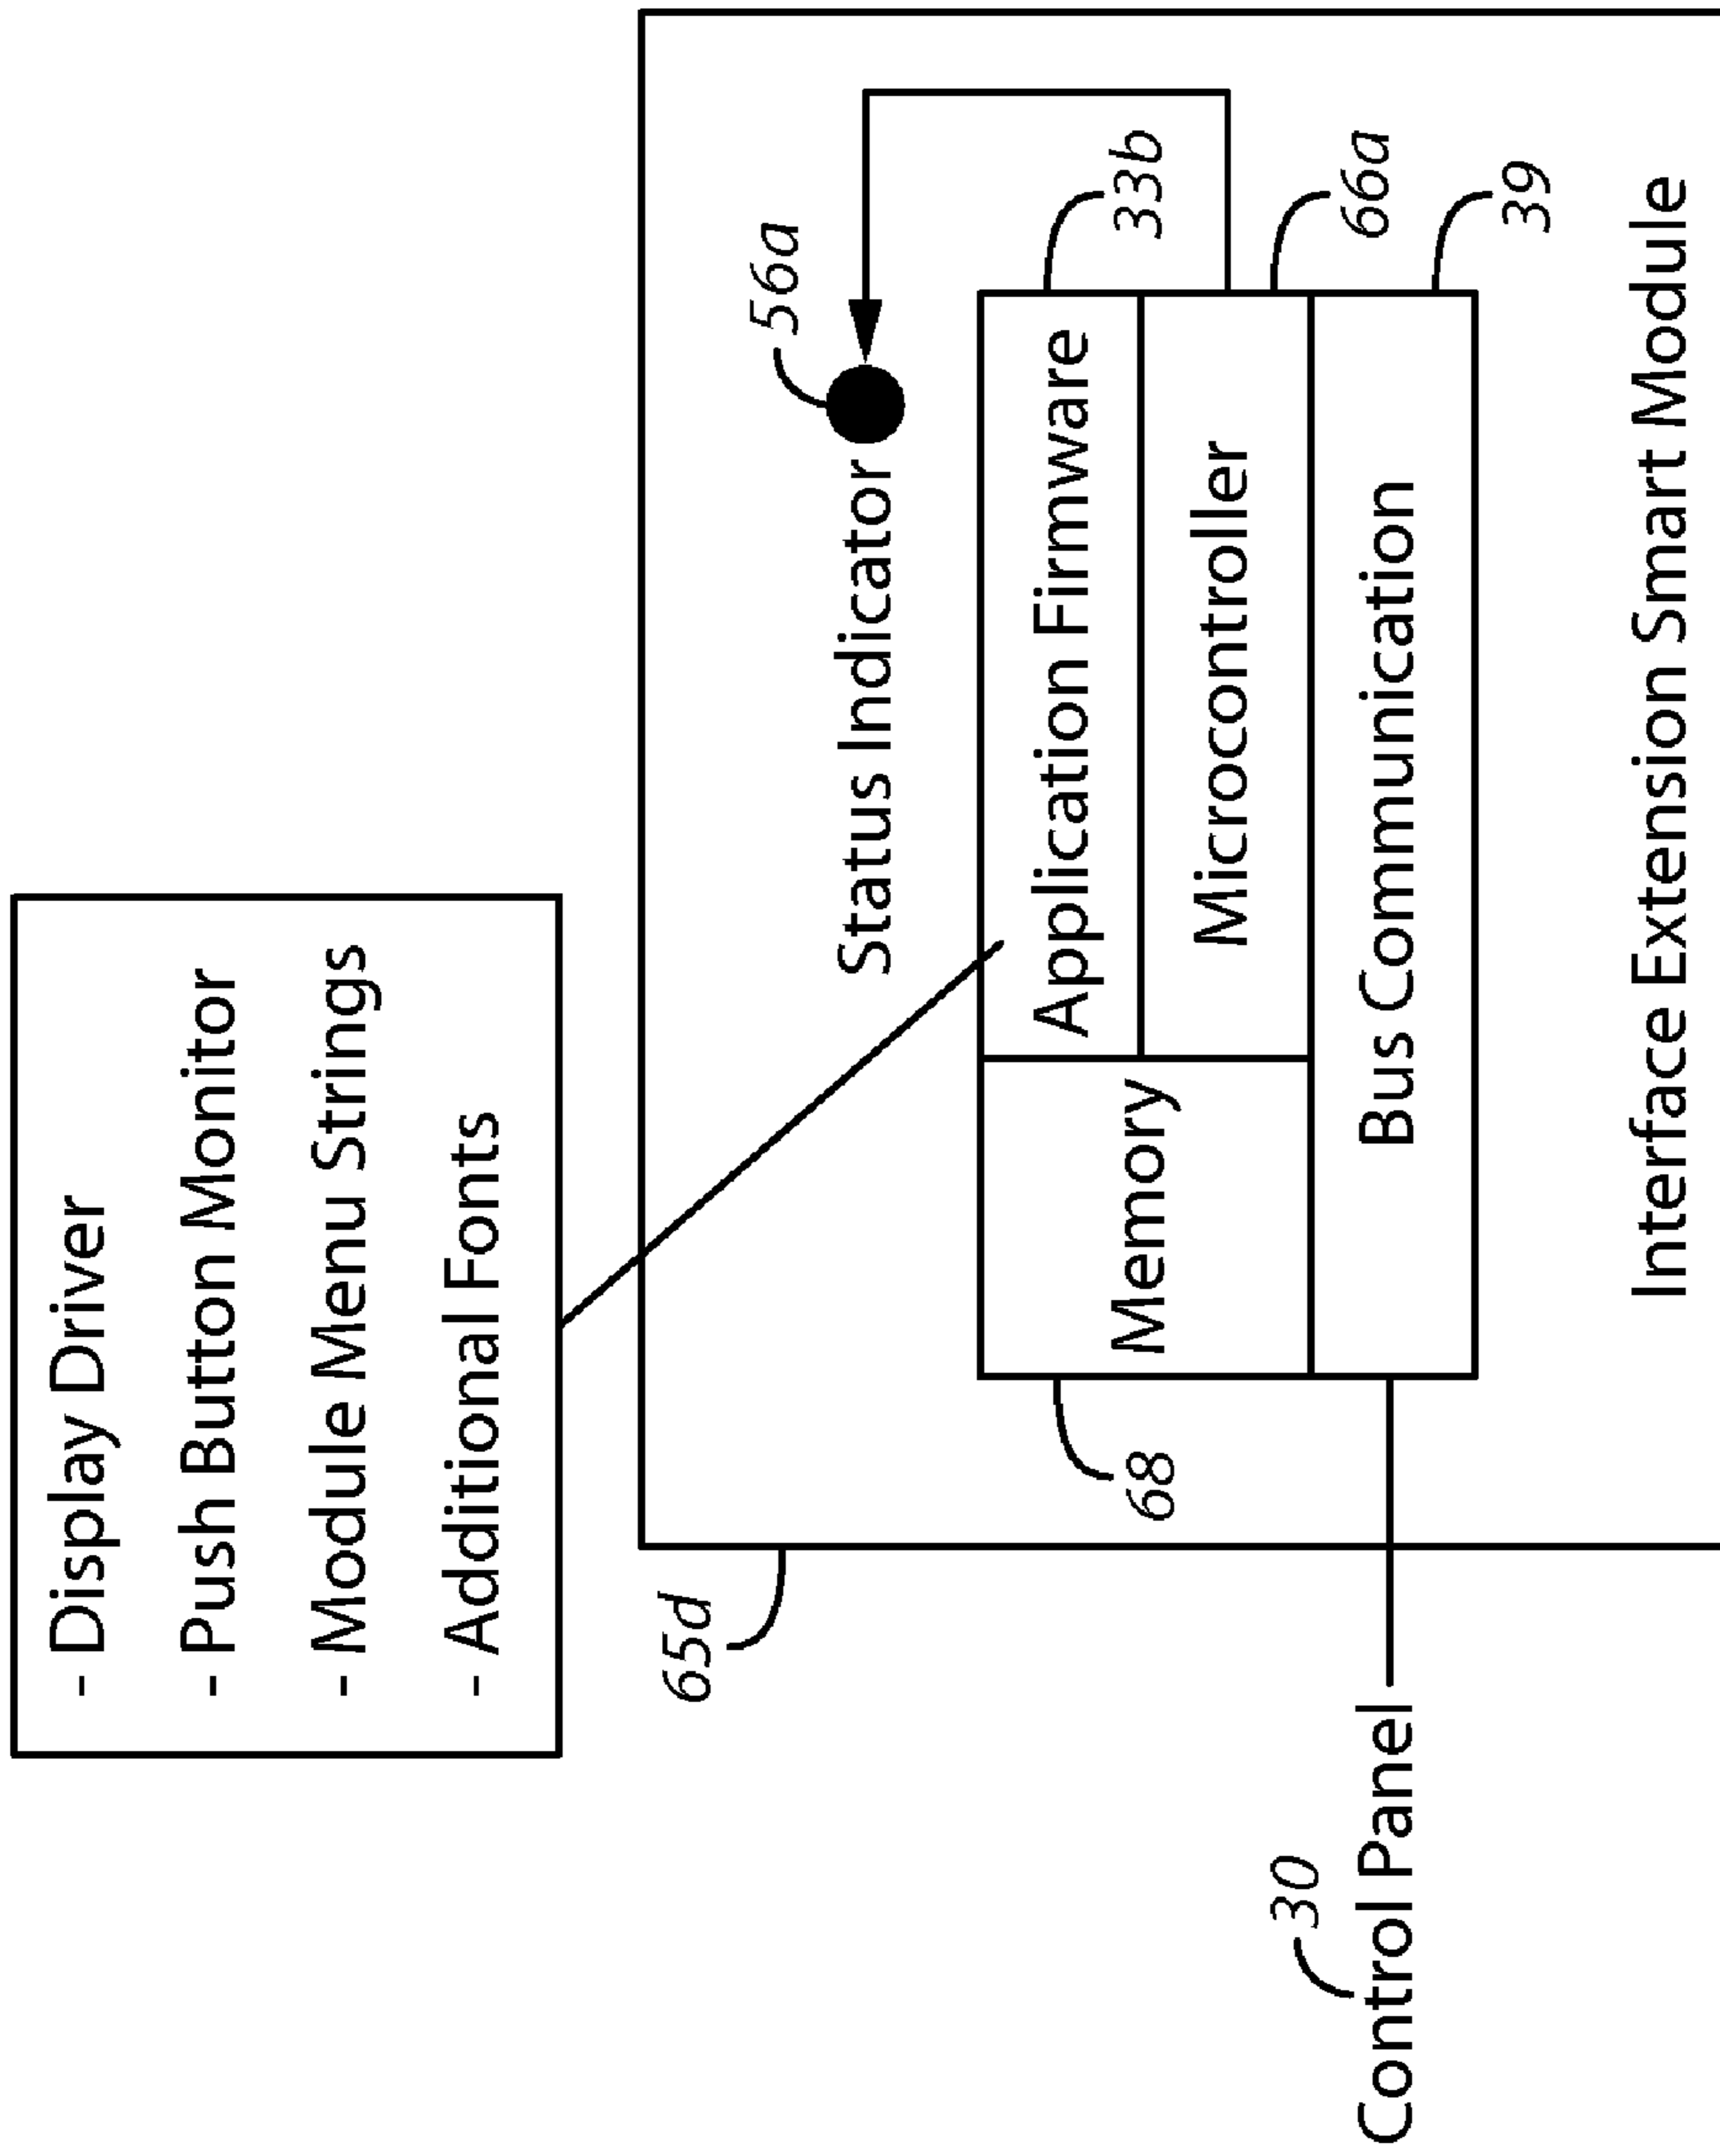 - Display Driver
- Push Button Monitor
- Module Menu Strings
- Additional Fonts
65d
56a
Status Indicator
33b
Application Firmware
68
Memory
66a
Microcontroller
39
Bus Communication
30
Control Panel
Interface Extension Smart Module